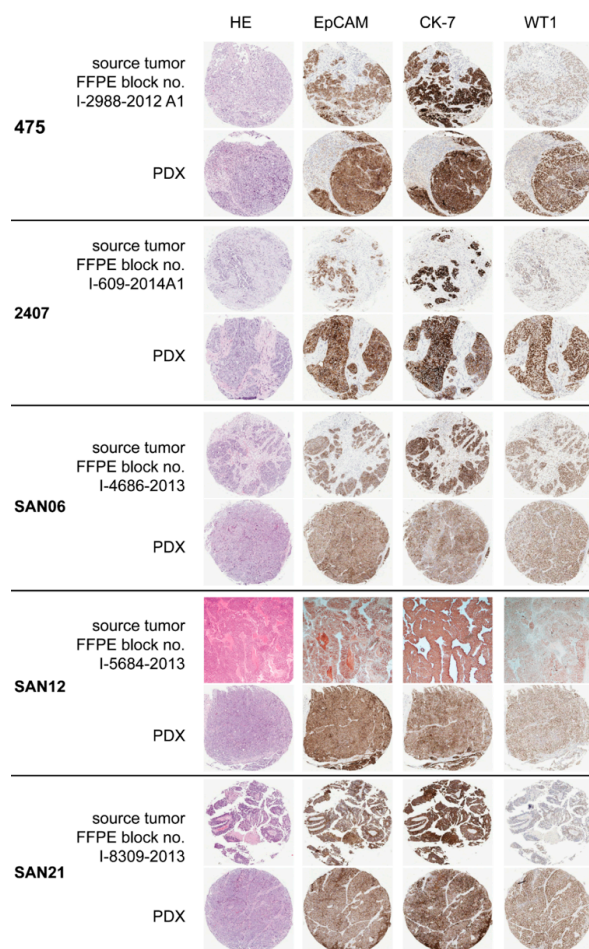 HE EpCAM CK-7 WT1
source tumor
FFPE block no.
I-2988-2012 A1
475
PDX
source tumor
FFPE block no.
I-609-2014A1
2407
PDX
source tumor
FFPE block no.
I-4686-2013
SAN06
PDX
source tumor
FFPE block no.
I-5684-2013
SAN12
PDX
source tumor
FFPE block no.
I-8309-2013
SAN21
PDX